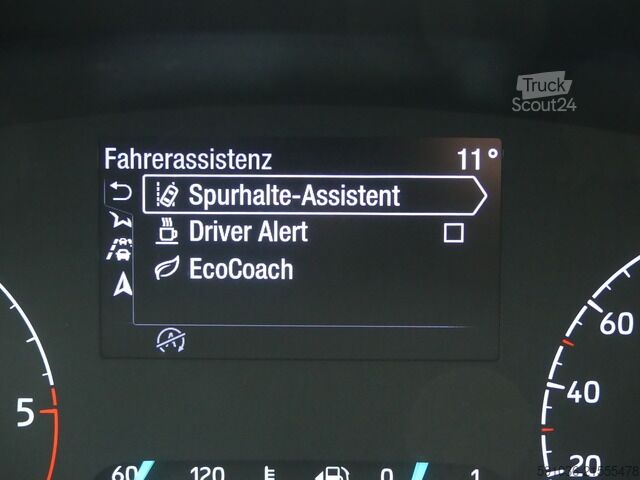 Truck
Scout24
Fahrerassistenz 11°
Spurhalte-Assistent
Driver Alert
EcoCoach
A
60
5
40
20
60 120 0 1